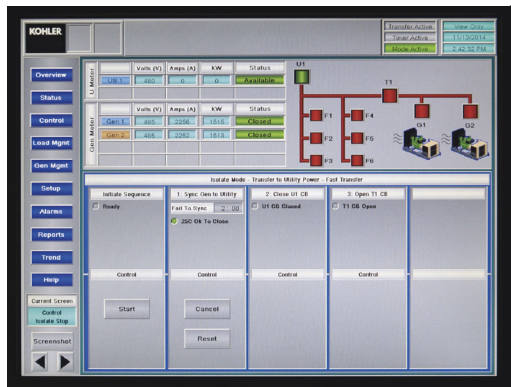 KOHLER
Transfer Active
View Only
Timer Active
11/13/2014
Mode Active
2:42:32 PM
Overview
Status
Control
Load Mgmt
Gen Mgmt
Setup
Alarms
Reports
Trend
Help
Current Screen
Control
Isolate Stop
Screenshot
U Meter
Volts (V) Amps (A) KW Status
Utl 1 480 0 0 Available
Gen Meter
Volts (V) Amps (A) KW Status
Gen 1 485 2256 1515 Closed
Gen 2 485 2262 1613 Closed
U1
T1
F1 F4
F2 F5
F3 F6
G1 G2
Isolate Mode - Transfer to Utility Power - Fast Transfer
Initiate Sequence
Ready
Control
Start
1: Sync Gen to Utility
Fail To Sync 2:00
25C Ok To Close
Control
Cancel
Reset
2: Close U1 CB
U1 CB Closed
Control
3: Open T1 CB
T1 CB Open
Control